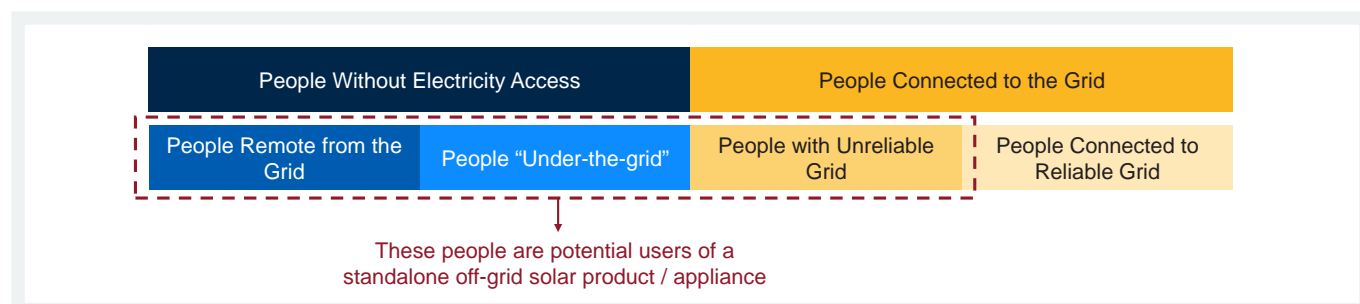 People Without Electricity Access
People Connected to the Grid
People Remote from the
Grid
People “Under-the-grid”
People with Unreliable
Grid
People Connected to
Reliable Grid
These people are potential users of a
standalone off-grid solar product / appliance